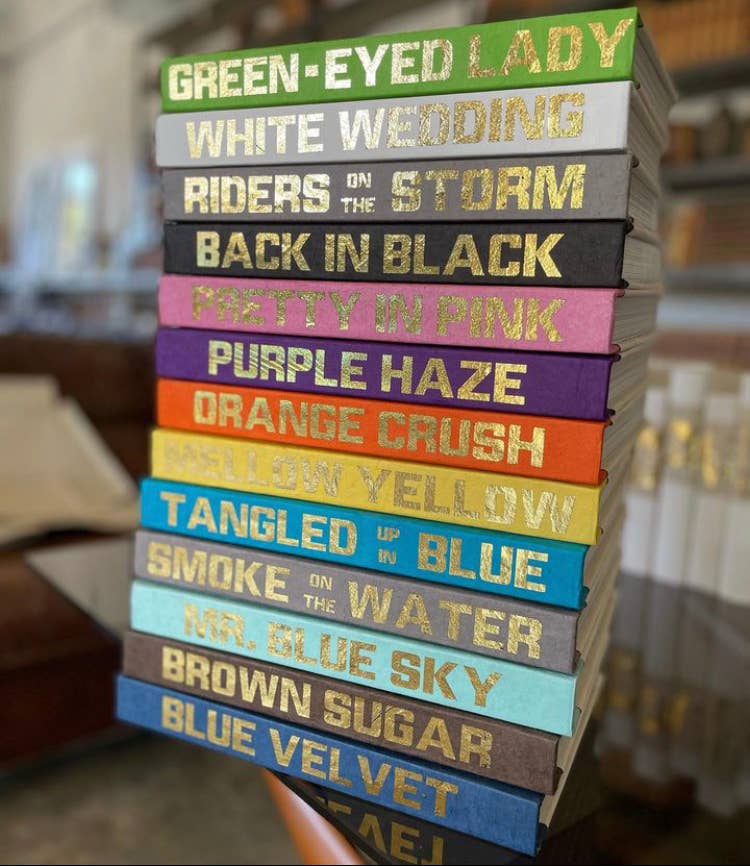 GREEN-EYED LADY
WHITE WEDDING
RIDERS ON THE STORM
BACK IN BLACK
PRETTY IN PINK
PURPLE HAZE
ORANGE CRUSH
MELLOW YELLOW
TANGLED UP IN BLUE
SMOKE ON THE WATER
MR. BLUE SKY
BROWN SUGAR
BLUE VELVET